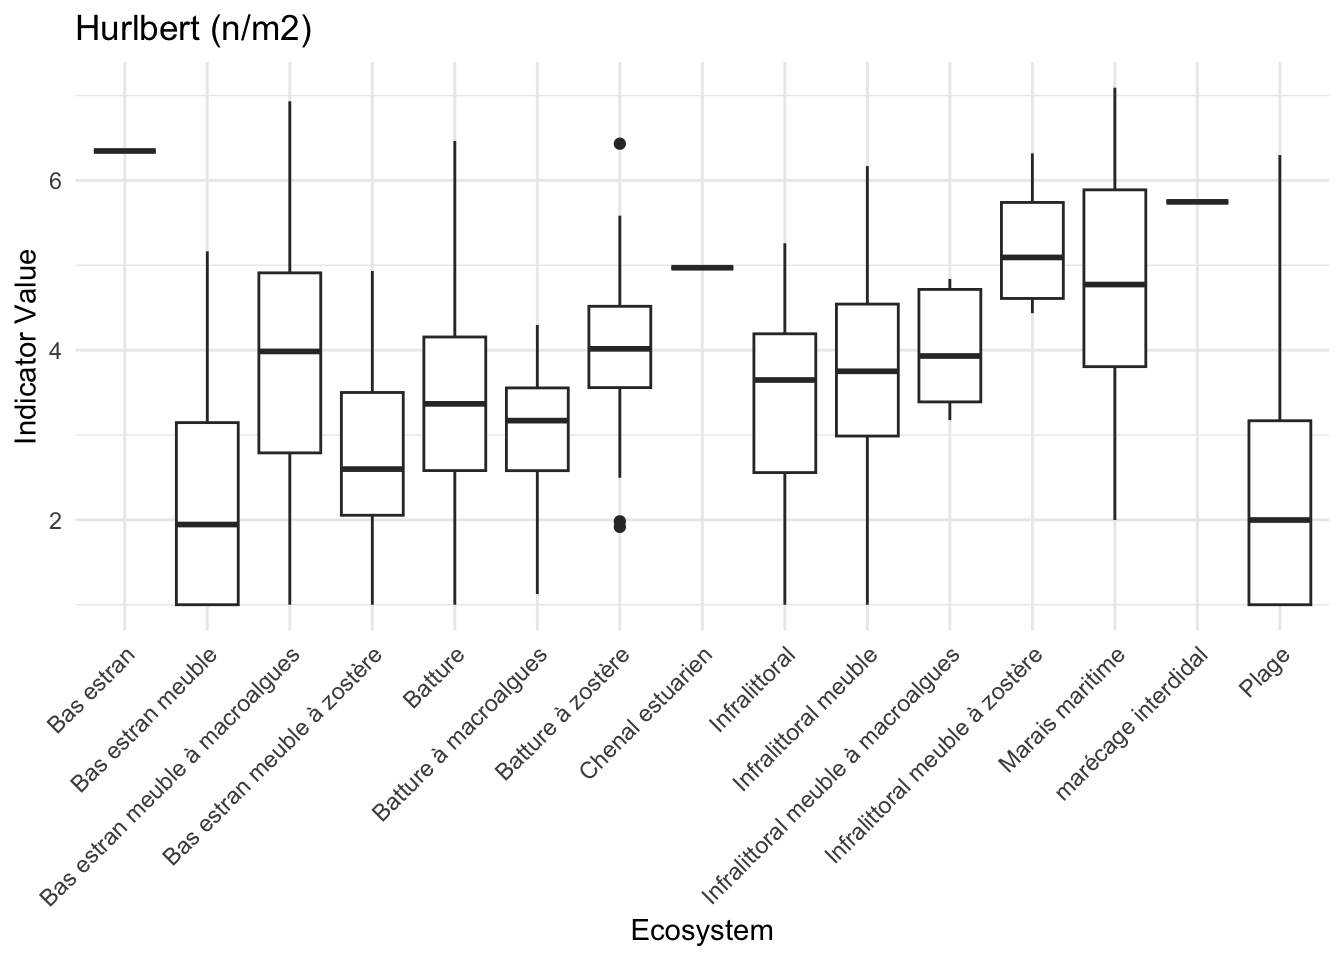 Hurlbert (n/m2)
Indicator Value
6
4
2
Bas estran
Bas estran meuble
Bas estran meuble à macroalgues
Bas estran meuble à zostère
Batture
Batture à macroalgues
Batture à zostère
Chenal estuarien
Infralittoral
Infralittoral meuble
Infralittoral meuble à macroalgues
Infralittoral meuble à zostère
Marais maritime
marécage interdidal
Plage
Ecosystem